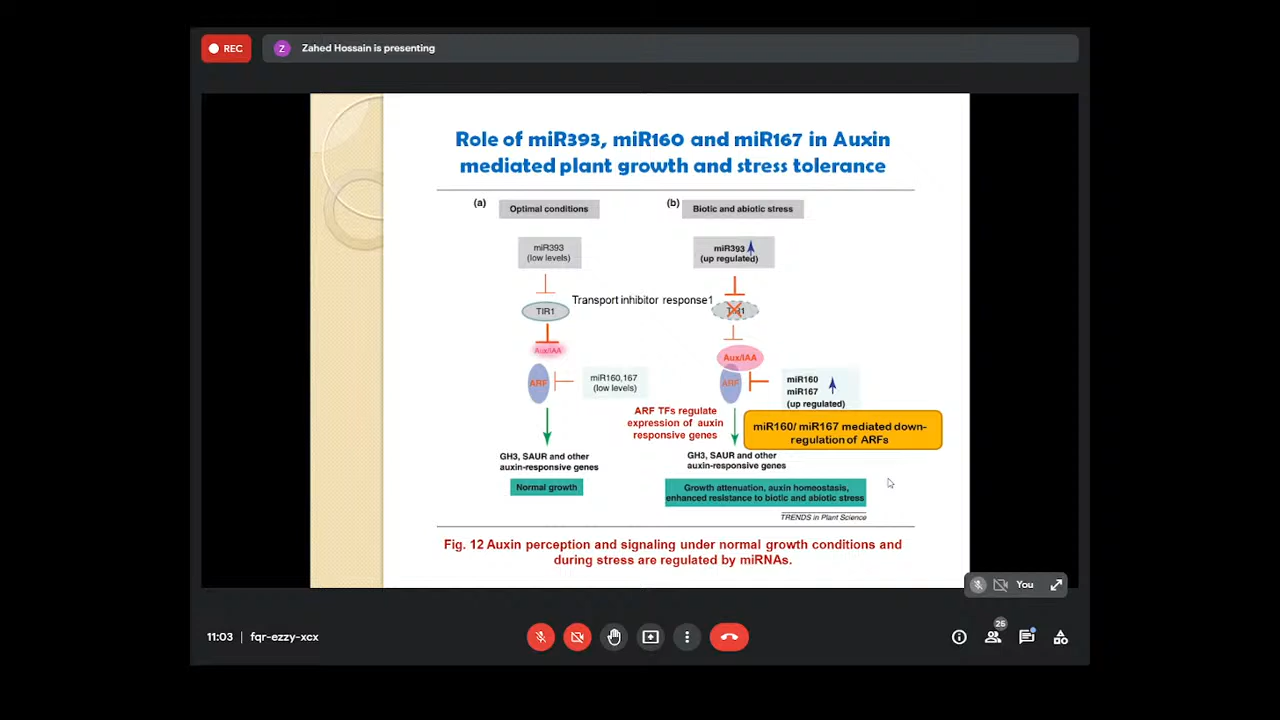 REC
Z
Zahed Hossain is presenting
Role of miR393, miR160 and miR167 in Auxin
mediated plant growth and stress tolerance
(a)
Optimal conditions
miR393
(low levels)
TIR1
Transport inhibitor response1
Aux/IAA
ARF
miR160,167
(low levels)
GH3, SAUR and other
auxin-responsive genes
Normal growth
(b)
Biotic and abiotic stress
miR393
(up regulated)
TIR1
Aux/IAA
ARF
miR160
miR167
(up regulated)
ARF TFs regulate
expression of auxin
responsive genes
miR160/ miR167 mediated down-
regulation of ARFs
GH3, SAUR and other
auxin-responsive genes
Growth attenuation, auxin homeostasis,
enhanced resistance to biotic and abiotic stress
TRENDS in Plant Science
Fig. 12 Auxin perception and signaling under normal growth conditions and
during stress are regulated by miRNAs.
You
11:03 | fqr-ezzy-xcx
26